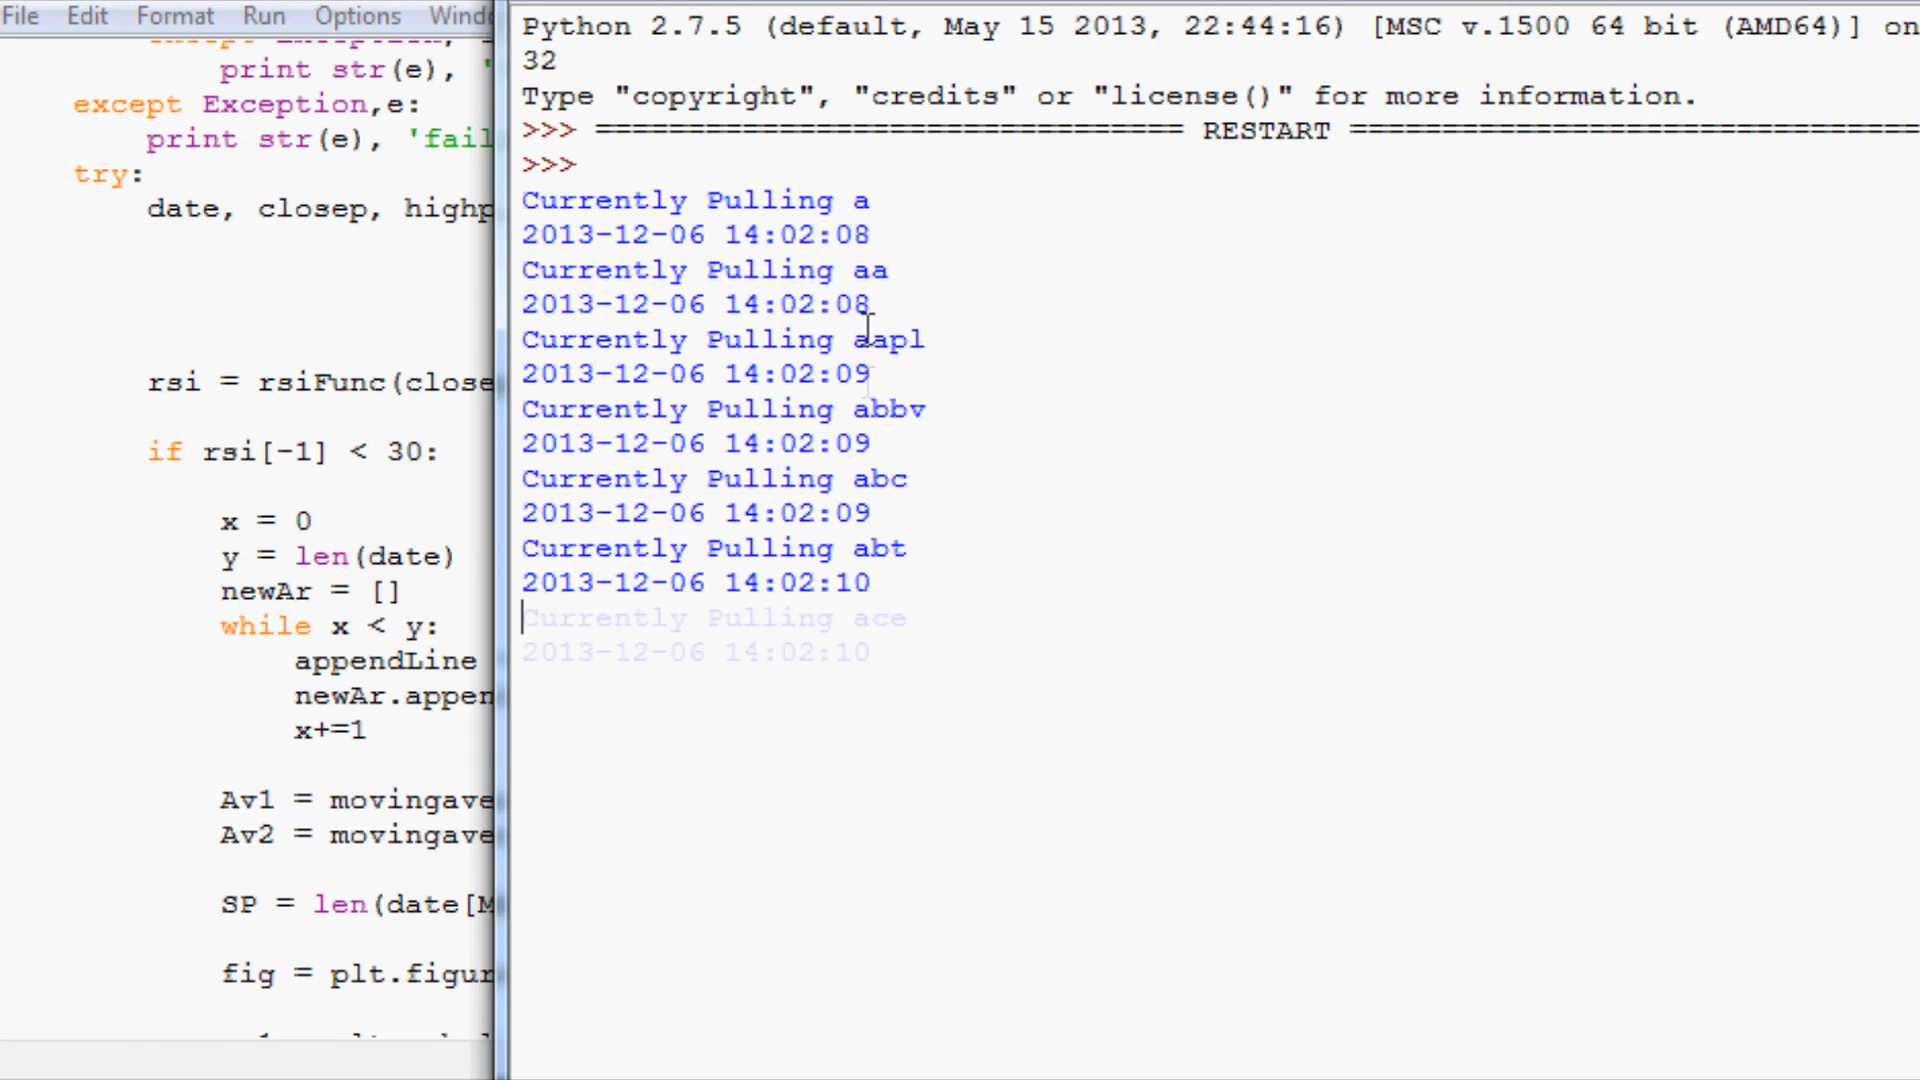 File Edit Format Run Options
print str(e), '
except Exception,e:
print str(e), 'fail
try:
date, closep, highp
rsi = rsiFunc(close
if rsi[-1] < 30:
x = 0
y = len(date)
newAr = []
while x < y:
appendLine
newAr.appen
x+=1
Av1 = movingave
Av2 = movingave
SP = len(date[M
fig = plt.figur
Python 2.7.5 (default, May 15 2013, 22:44:16) [MSC v.1500 64 bit (AMD64)] on
32
Type "copyright", "credits" or "license()" for more information.
>>> ================================ RESTART ===============================
>>>
Currently Pulling a
2013-12-06 14:02:08
Currently Pulling aa
2013-12-06 14:02:08
Currently Pulling aapl
2013-12-06 14:02:09
Currently Pulling abbv
2013-12-06 14:02:09
Currently Pulling abc
2013-12-06 14:02:09
Currently Pulling abt
2013-12-06 14:02:10
Currently Pulling ace
2013-12-06 14:02:10